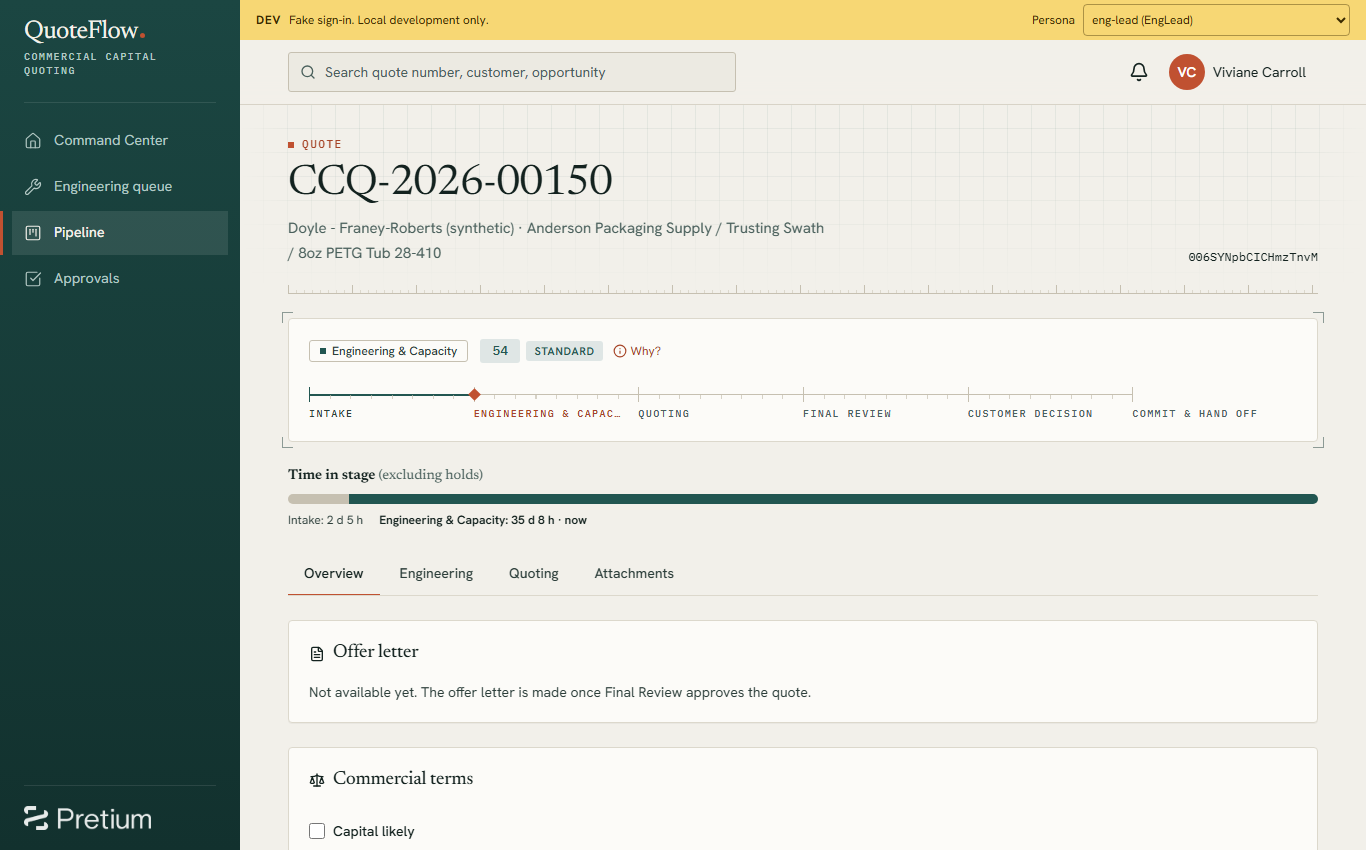 QuoteFlow.
COMMERCIAL CAPITAL
QUOTING
Command Center
Engineering queue
Pipeline
Approvals
Pretium
DEV Fake sign-in. Local development only.
Persona eng-lead (EngLead)
Search quote number, customer, opportunity
VC Viviane Carroll
QUOTE
CCQ-2026-00150
Doyle - Franey-Roberts (synthetic) · Anderson Packaging Supply / Trusting Swath
/ 8oz PETG Tub 28-410
006SYNpbCICHmzTnvM
Engineering & Capacity 54 STANDARD Why?
INTAKE ENGINEERING & CAPAC… QUOTING FINAL REVIEW CUSTOMER DECISION COMMIT & HAND OFF
Time in stage (excluding holds)
Intake: 2 d 5 h Engineering & Capacity: 35 d 8 h · now
Overview Engineering Quoting Attachments
Offer letter
Not available yet. The offer letter is made once Final Review approves the quote.
Commercial terms
Capital likely